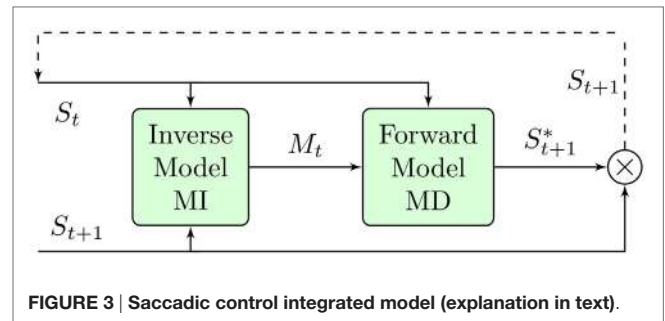 S_{t+1}
S_t
Inverse
Model
MI
M_t
Forward
Model
MD
S^*_{t+1}
S_{t+1}
FIGURE 3 | Saccadic control integrated model (explanation in text).